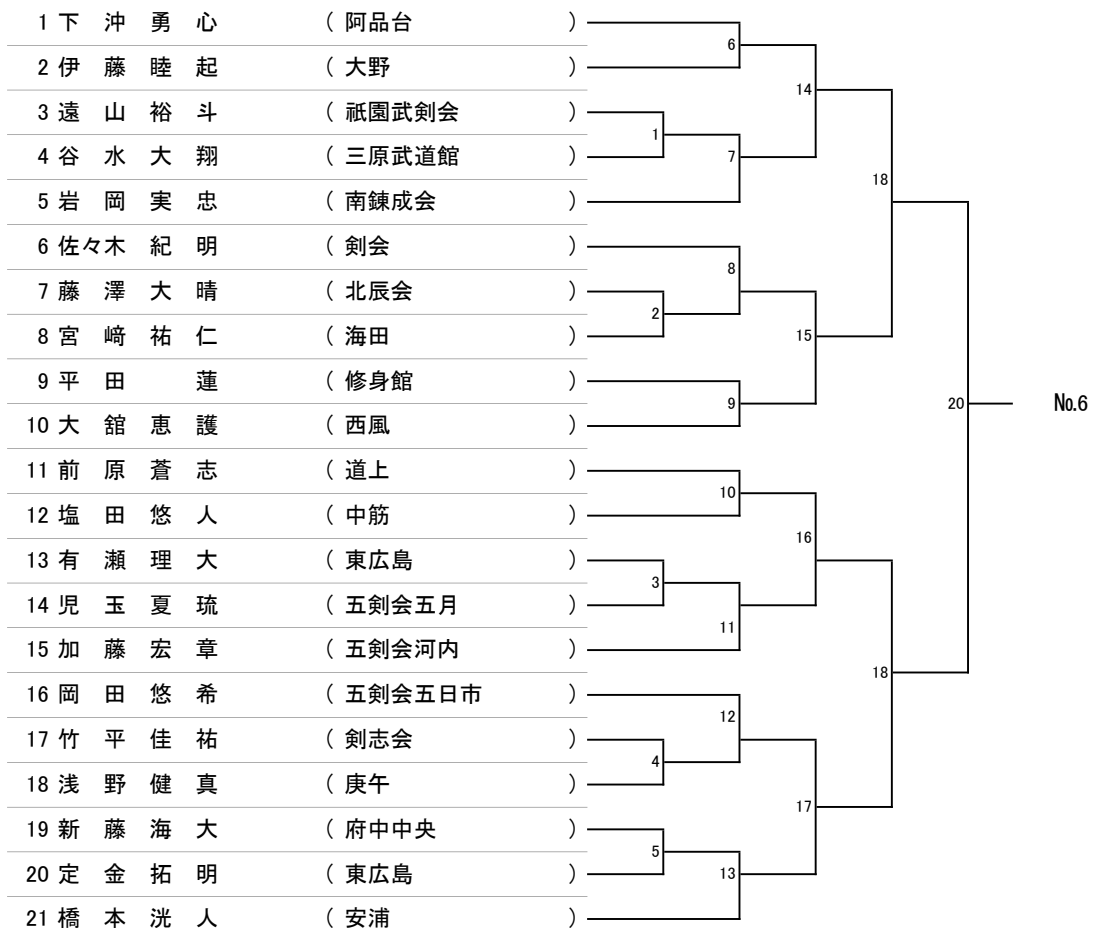 1 下 沖 勇 心 ( 阿品台 )
6
2 伊 藤 睦 起 ( 大野 )
14
3 遠 山 裕 斗 ( 祇園武剣会 )
1
4 谷 水 大 翔 ( 三原武道館 )
7
18
5 岩 岡 実 忠 ( 南錬成会 )
6 佐々木 紀 明 ( 剣会 )
8
7 藤 澤 大 晴 ( 北辰会 )
2
8 宮 﨑 祐 仁 ( 海田 )
15
9 平 田 蓮 ( 修身館 )
9
20
№6
10 大 舘 恵 護 ( 西風 )
11 前 原 蒼 志 ( 道上 )
10
12 塩 田 悠 人 ( 中筋 )
16
13 有 瀬 理 大 ( 東広島 )
3
14 児 玉 夏 琉 ( 五剣会五月 )
11
15 加 藤 宏 章 ( 五剣会河内 )
18
16 岡 田 悠 希 ( 五剣会五日市 )
12
17 竹 平 佳 祐 ( 剣志会 )
4
18 浅 野 健 真 ( 庚午 )
17
19 新 藤 海 大 ( 府中中央 )
5
20 定 金 拓 明 ( 東広島 )
13
21 橋 本 洸 人 ( 安浦 )